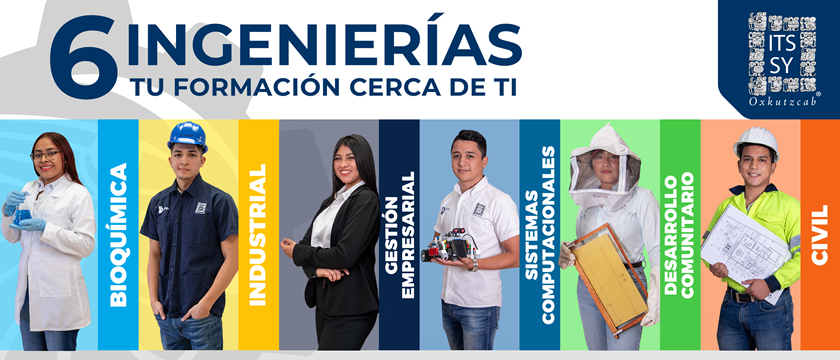 6 INGENIERÍAS
TU FORMACIÓN CERCA DE TI
ITS
SY
Oxkutzcab®
BIOQUÍMICA
INDUSTRIAL
GESTIÓN
EMPRESARIAL
SISTEMAS
COMPUTACIONALES
DESARROLLO
COMUNITARIO
CIVIL